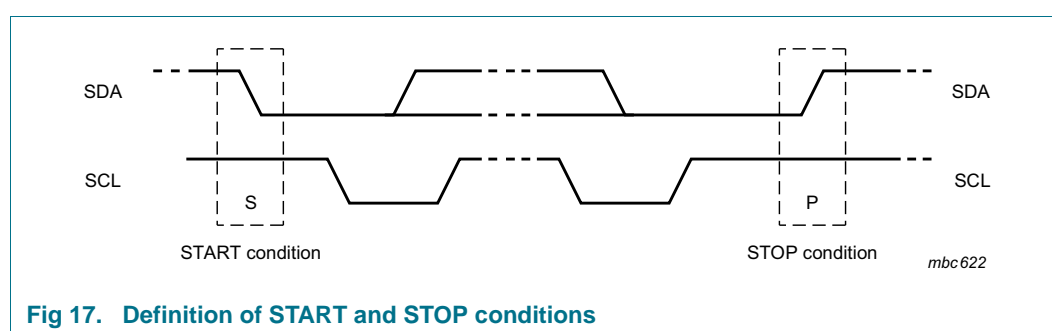 SDA SDA
SCL SCL
S P
START condition STOP condition
mbc622
Fig 17. Definition of START and STOP conditions